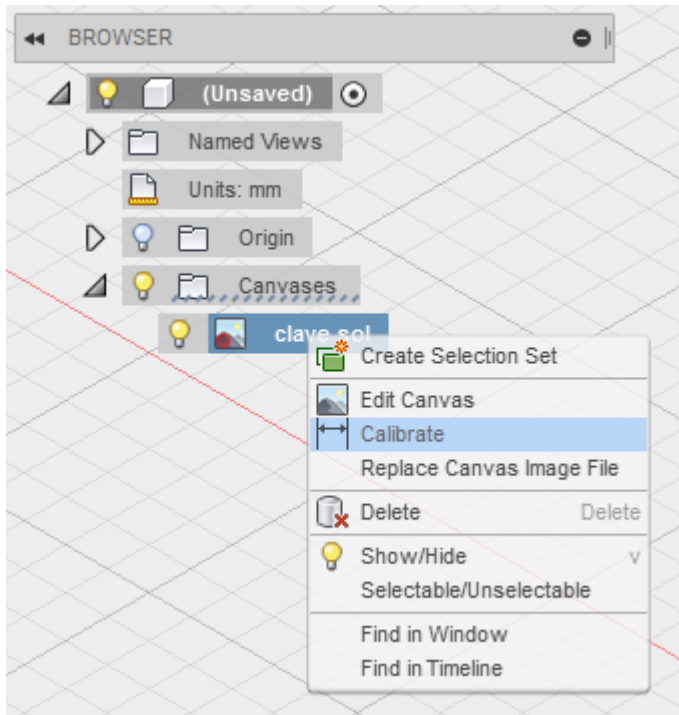 BROWSER
(Unsaved)
Named Views
Units: mm
Origin
Canvases
clave sol
Create Selection Set
Edit Canvas
Calibrate
Replace Canvas Image File
Delete Delete
Show/Hide v
Selectable/Unselectable
Find in Window
Find in Timeline